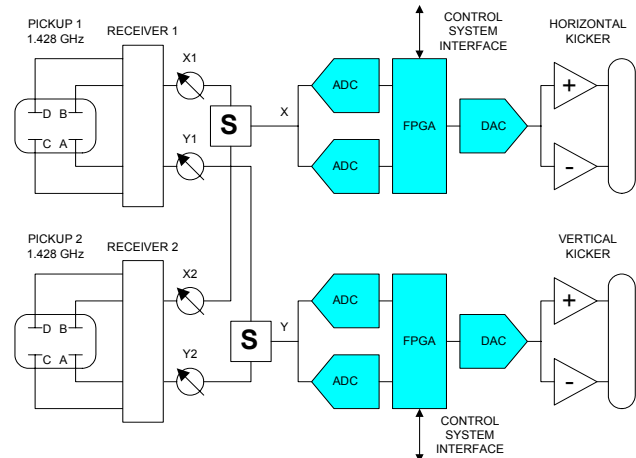 PICKUP 1
1.428 GHz
RECEIVER 1
X1
D B
C A
Y1
S
X
ADC
ADC
CONTROL
SYSTEM
INTERFACE
FPGA
DAC
HORIZONTAL
KICKER
+
-
PICKUP 2
1.428 GHz
RECEIVER 2
X2
D B
C A
Y2
S
Y
ADC
ADC
FPGA
CONTROL
SYSTEM
INTERFACE
DAC
VERTICAL
KICKER
+
-